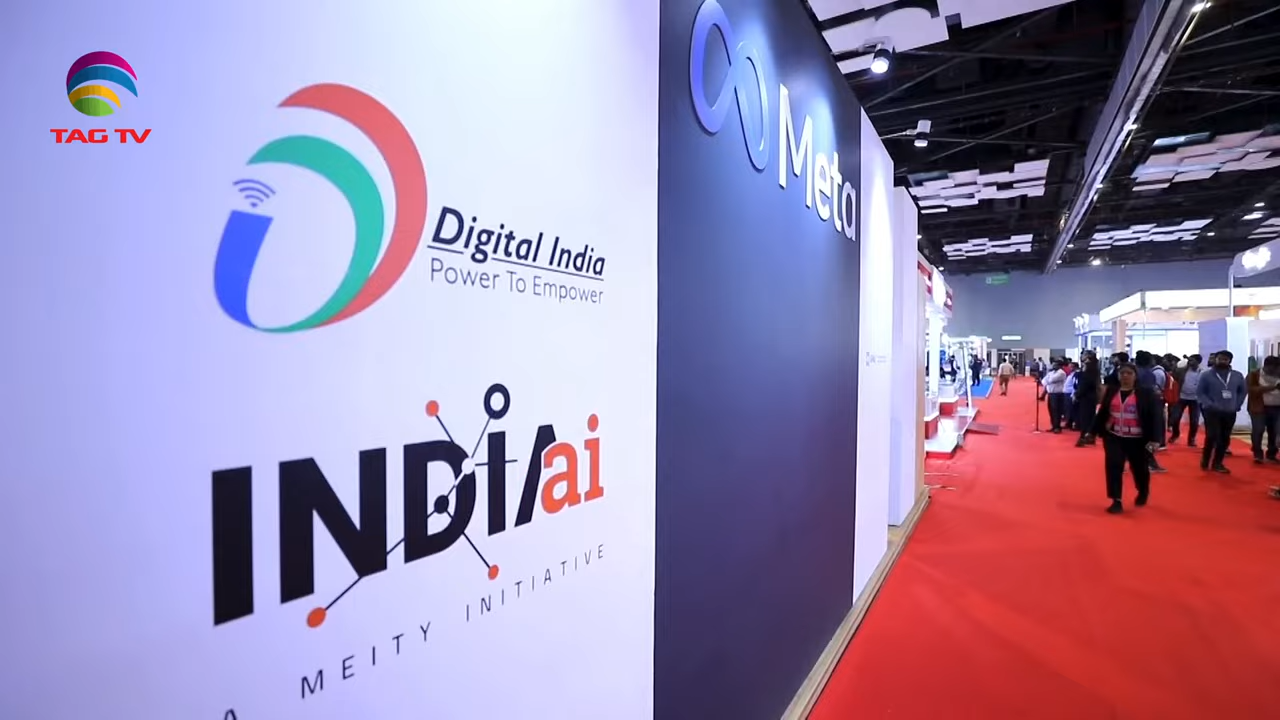 TAG TV
Digital India
Power To Empower
INDIAai
A MEITY INITIATIVE
Meta